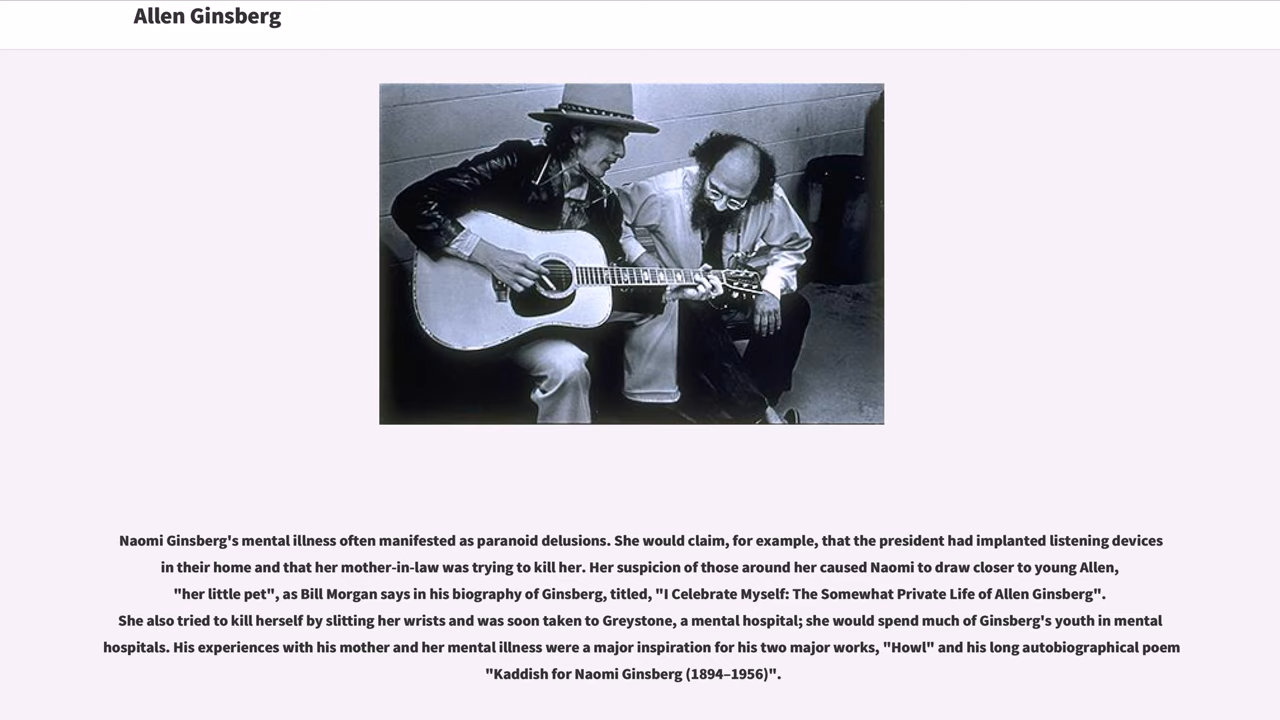 Allen Ginsberg
Naomi Ginsberg's mental illness often manifested as paranoid delusions. She would claim, for example, that the president had implanted listening devices
in their home and that her mother-in-law was trying to kill her. Her suspicion of those around her caused Naomi to draw closer to young Allen,
"her little pet", as Bill Morgan says in his biography of Ginsberg, titled, "I Celebrate Myself: The Somewhat Private Life of Allen Ginsberg".
She also tried to kill herself by slitting her wrists and was soon taken to Greystone, a mental hospital; she would spend much of Ginsberg's youth in mental
hospitals. His experiences with his mother and her mental illness were a major inspiration for his two major works, "Howl" and his long autobiographical poem
"Kaddish for Naomi Ginsberg (1894–1956)".